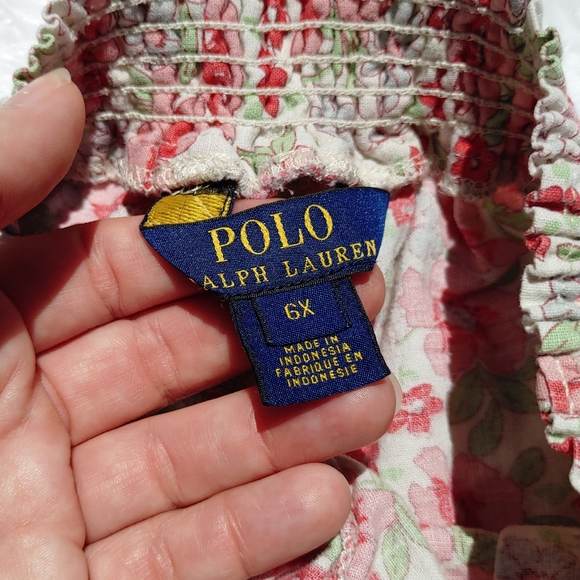 POLO
RALPH LAUREN
6X
MADE IN
INDONESIA
FABRIQUÉ EN
INDONÉSIE